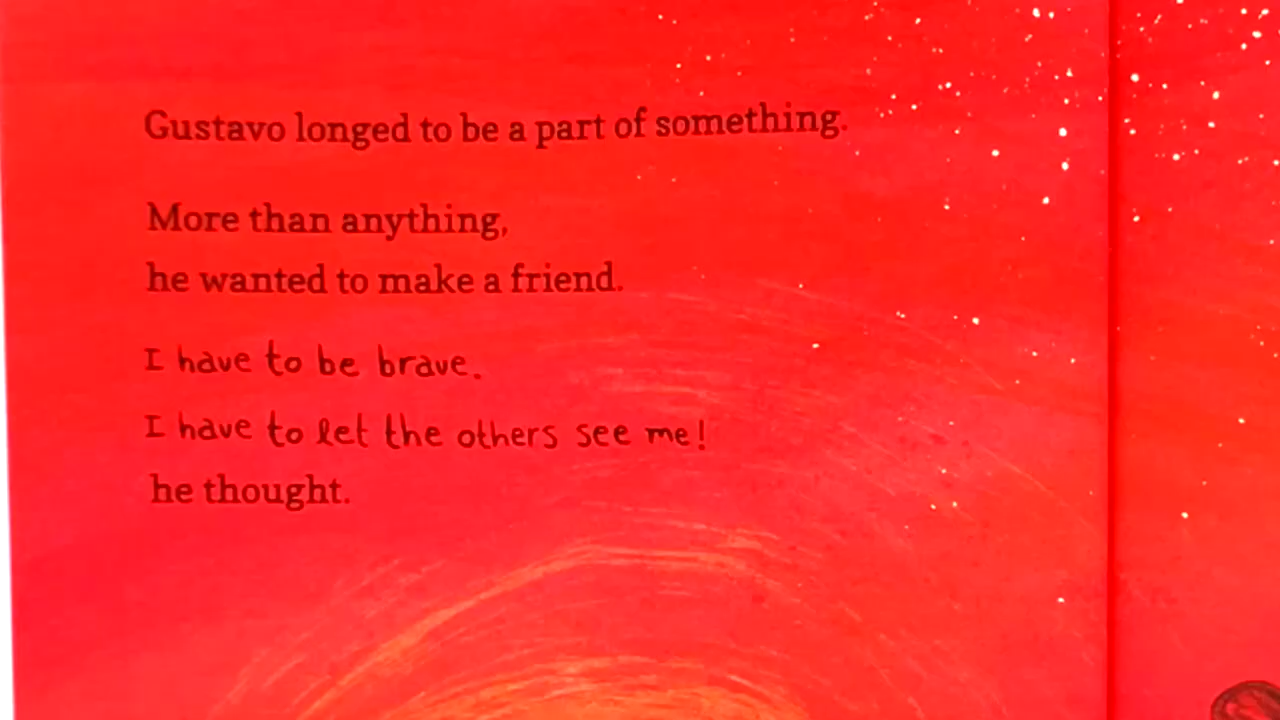 Gustavo longed to be a part of something.
More than anything,
he wanted to make a friend.
I have to be brave.
I have to let the others see me!
he thought.